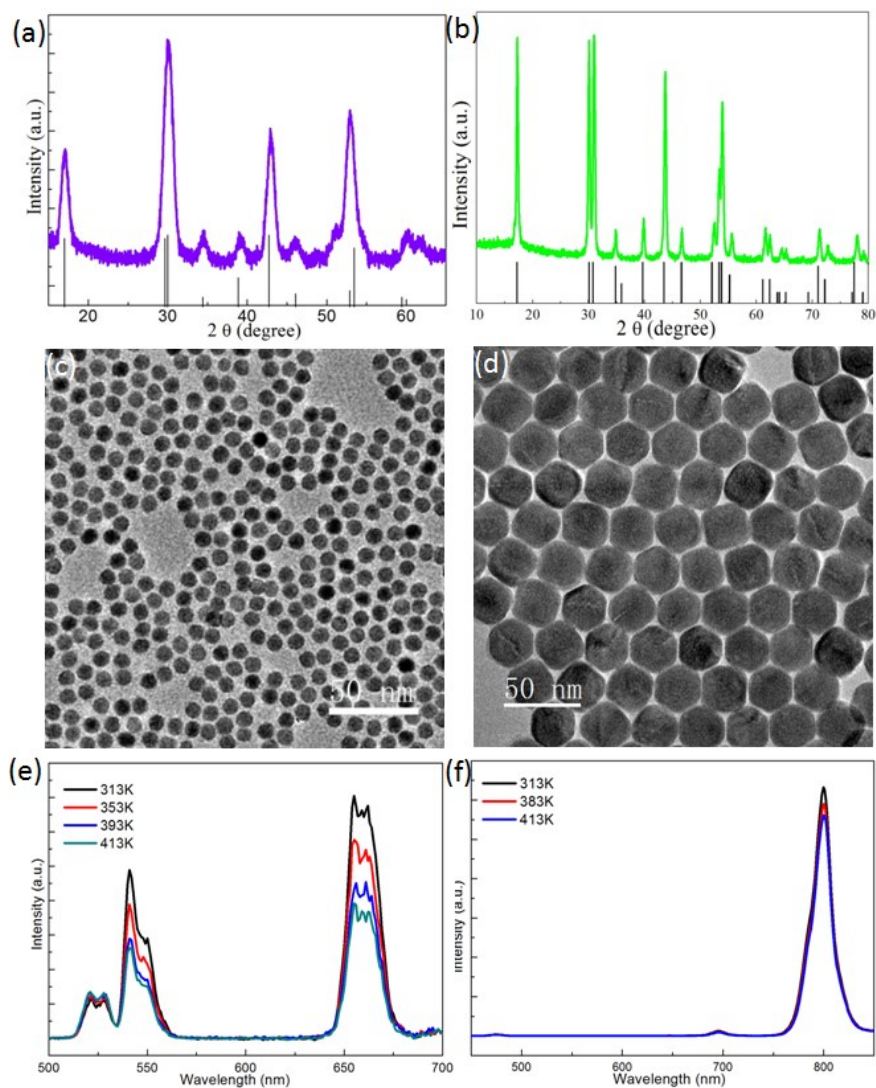 (a)
Intensity (a.u.)
20 30 40 50 60
2 θ (degree)
(b)
Intensity (a.u.)
10 20 30 40 50 60 70 80
2 θ (degree)
(c)
50 nm
(d)
50 nm
(e)
313K
353K
393K
413K
Intensity (a.u.)
500 550 600 650 700
Wavelength (nm)
(f)
313K
383K
413K
Intensity (a.u.)
500 600 700 800
Wavelength (nm)